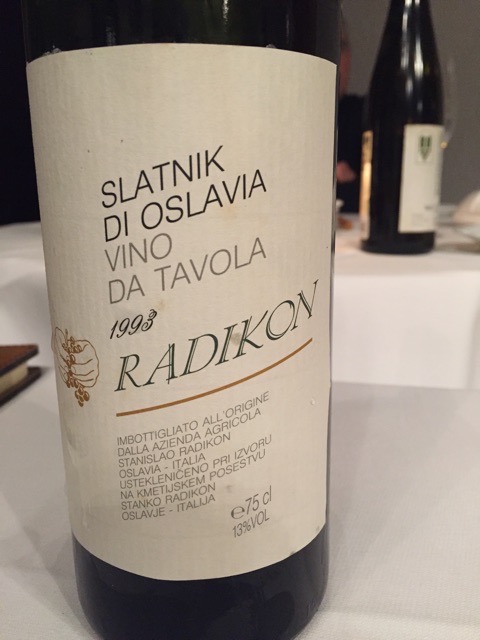 SLATNIK
DI OSLAVIA
VINO
DA TAVOLA
1993
RADIKON
IMBOTTIGLIATO ALL'ORIGINE
DALLA AZIENDA AGRICOLA
STANISLAO RADIKON
OSLAVIA - ITALIA
USTEKLENIČENO PRI IZVORU
NA KMETIJSKEM POSESTVU
STANKO RADIKON
OSLAVJE - ITALIJA
℮75 cl
13%VOL